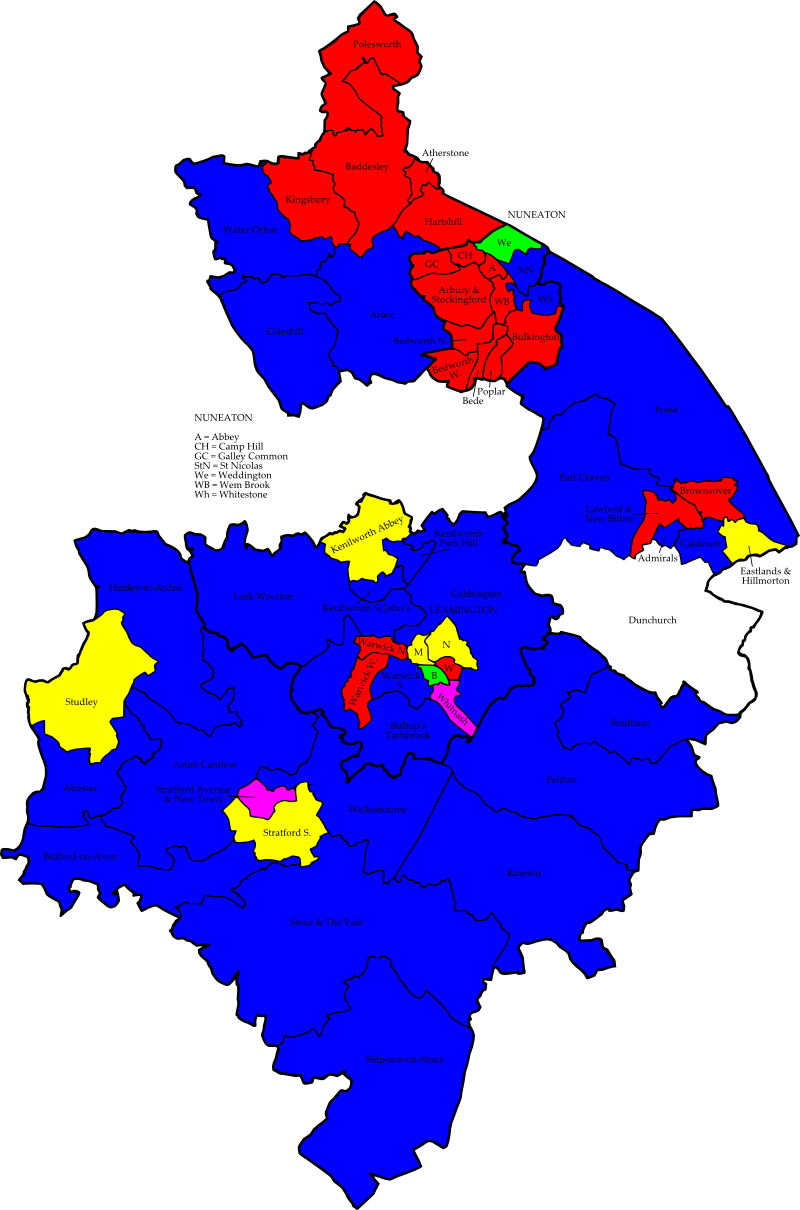 Polesworth
Atherstone
Baddesley
Kingsbury
Hartshill
NUNEATON
Water Orton
We
CH
GC
A
StN
Arbury &
Stockingford
WB
Wh
Arley
Coleshill
Bedworth N.
Bulkington
Bedworth
W.
Poplar
Bede
Fosse
NUNEATON
A = Abbey
CH = Camp Hill
GC = Galley Common
StN = St Nicolas
We = Weddington
WB = Wem Brook
Wh = Whitestone
Earl Craven
Brownsover
Lawford &
New Bilton
Kenilworth Abbey
Kenilworth
Park Hill
Caldecott
Admirals
Eastlands &
Hillmorton
Henley-in-Arden
Leek Wootton
Cubbington
Kenilworth St John's
LEAMINGTON
Dunchurch
Warwick N.
M
N
W
Warwick W.
Warwick
B
Studley
Whitnash
Bishop's
Tachbrook
Southam
Aston Cantlow
Feldon
Alcester
Stratford Avenue
& New Town
Wellesbourne
Stratford S.
Bidford-on-Avon
Kineton
Stour & The Vale
Shipston-on-Stour